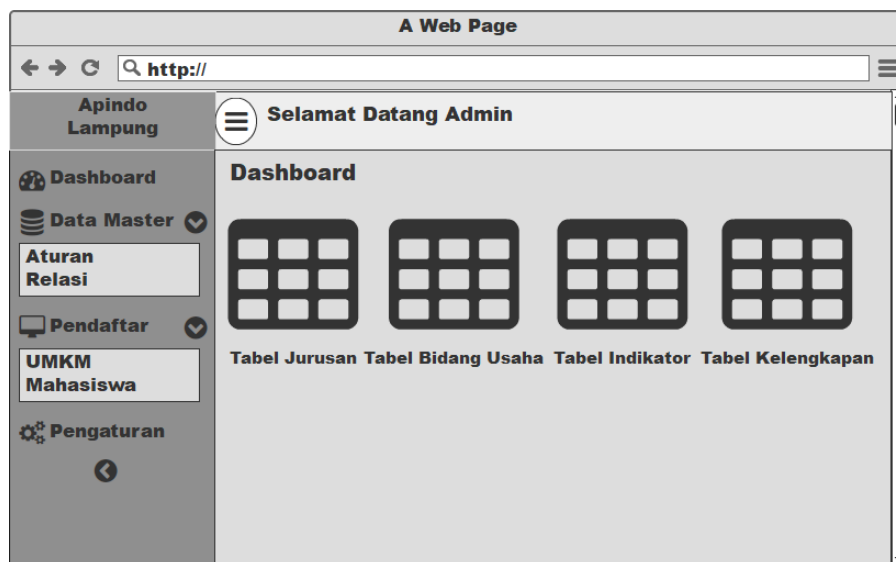 A Web Page
http://
Apindo
Lampung
Selamat Datang Admin
Dashboard
Data Master
Aturan
Relasi
Pendaftar
UMKM
Mahasiswa
Pengaturan
Dashboard
Tabel Jurusan Tabel Bidang Usaha Tabel Indikator Tabel Kelengkapan